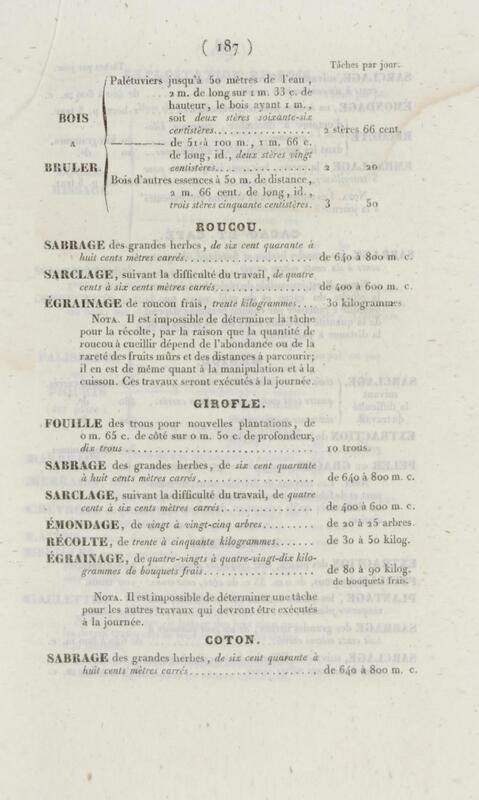 ( 187 )
Tâches par jour.
Palétuviers jusqu'à 50 mètres de l'eau,
2 m. de long sur 1 m. 33 c. de
hauteur, le bois ayant 1 m.,
BOIS
soit deux stères soixante-six
certistères................ 2 stères 66 cent.
A
———— de 51 à 100 m., 1 m. 66 c.
de long, id., deux stères vingt
BRULER.
centistères................ 2 20
Bois d'autres essences à 50 m. de distance,
2 m. 66 cent. de long, id.,
trois stères cinquante centistères. 3 50
ROUCOU.
SABRAGE des grandes herbes, de six cent quarante à
huit cents mètres carrés...................... de 640 à 800 m. c.
SARCLAGE, suivant la difficulté du travail, de quatre
cents à six cents mètres carrés................ de 400 à 600 m. c.
ÉGRAINAGE de roucou frais, trente kilogrammes.... 30 kilogrammes
NOTA. Il est impossible de déterminer la tâche
pour la récolte, par la raison que la quantité de
roucou à cueillir dépend de l'abondance ou de la
rareté des fruits mûrs et des distances à parcourir;
il en est de même quant à la manipulation et à la
cuisson. Ces travaux seront exécutés à la journée.
GIROFLE.
FOUILLE des trous pour nouvelles plantations, de
0 m. 65 c. de côté sur 0 m. 50 c. de profondeur,
dix trous............................. 10 trous.
SABRAGE des grandes herbes, de six cent quarante
à huit cents mètres carrés.................... de 640 à 800 m. c.
SARCLAGE, suivant la difficulté du travail, de quatre
cents à six cents mètres carrés............... de 400 à 600 m. c.
ÉMONDAGE, de vingt à vingt-cinq arbres......... de 20 à 25 arbres.
RÉCOLTE, de trente à cinquante kilogrammes....... de 30 à 50 kilog.
ÉGRAINAGE, de quatre-vingts à quatre-vingt-dix kilo-
grammes de bouquets frais.................... de 80 à 90 kilog.
de bouquets frais.
NOTA. Il est impossible de déterminer une tâche
pour les autres travaux qui devront être exécutés
à la journée.
COTON.
SABRAGE des grandes herbes, de six cent quarante à
huit cents mètres carrés...................., de 640 à 800 m. c.